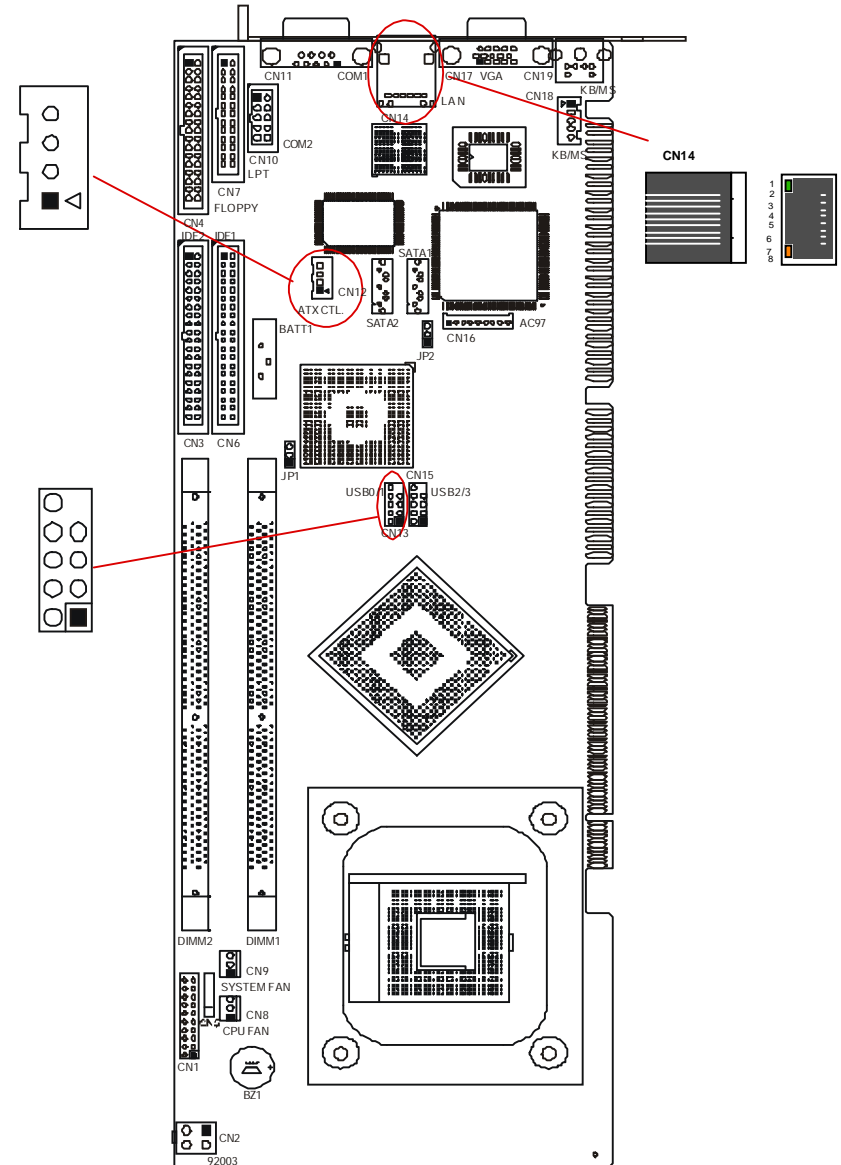 CN11
COM1
CN17 VGA
CN19
KB/MS
LAN
CN18
CN14
COM2
CN10
KB/MS
CN14
LPT
CN7
FLOPPY
CN4
1
2
3
4
5
6
7
8
IDE2
IDE1
SATA1
CN12
ATX CTL.
SATA2
AC97
BATT1
CN16
JP2
CN3
CN6
JP1
CN15
USB0/1
USB2/3
CN13
DIMM2
DIMM1
CN9
SYSTEM FAN
CN8
CPU FAN
CN1
BZ1
CN2
92003